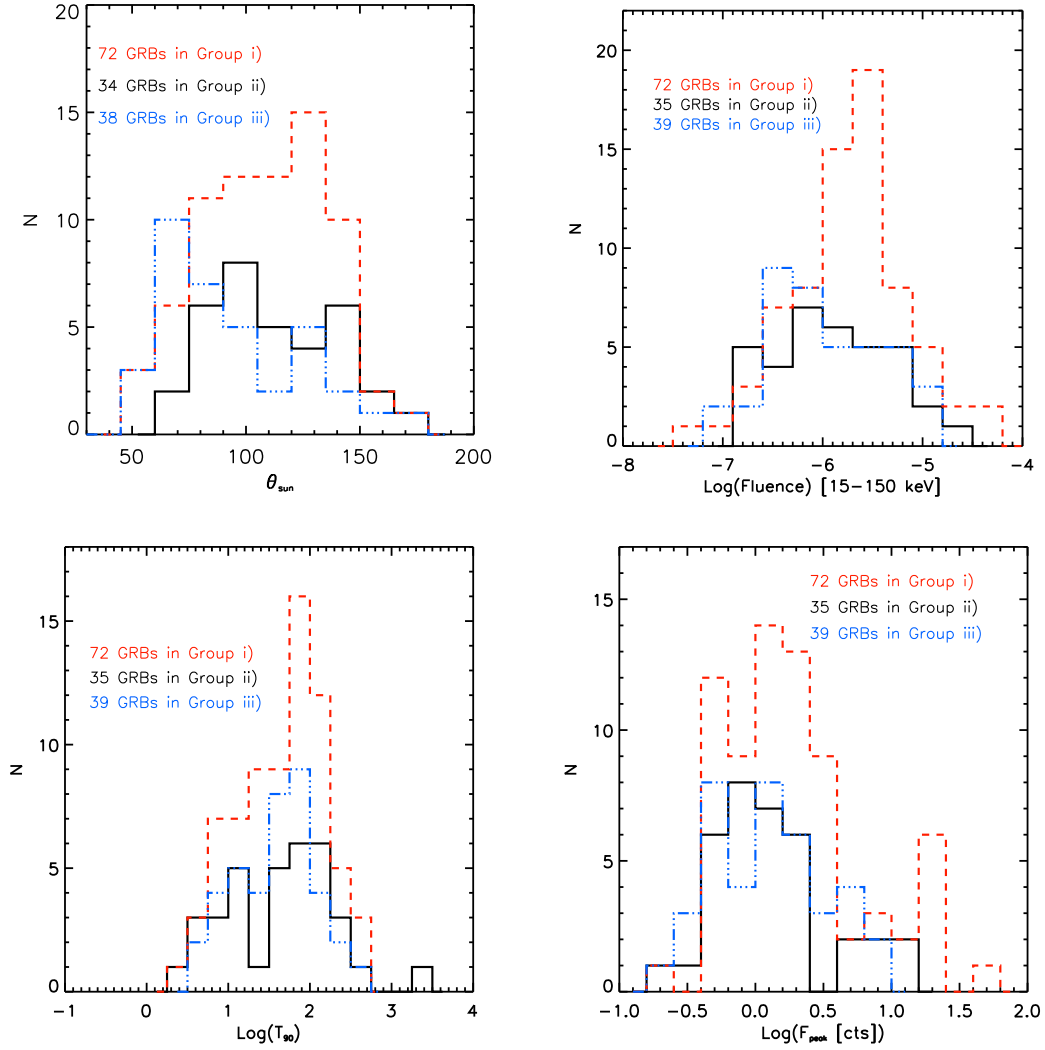 20
15
10
5
0
N
72 GRBs in Group i)
34 GRBs in Group ii)
38 GRBs in Group iii)
50 100 150 200
θsun
20
15
10
5
0
N
72 GRBs in Group i)
35 GRBs in Group ii)
39 GRBs in Group iii)
-8 -7 -6 -5 -4
Log(Fluence) [15-150 keV]
15
10
5
0
N
72 GRBs in Group i)
35 GRBs in Group ii)
39 GRBs in Group iii)
-1 0 1 2 3 4
Log(T90)
15
10
5
0
N
72 GRBs in Group i)
35 GRBs in Group ii)
39 GRBs in Group iii)
-1.0 -0.5 0.0 0.5 1.0 1.5 2.0
Log(Fpeak [cts])